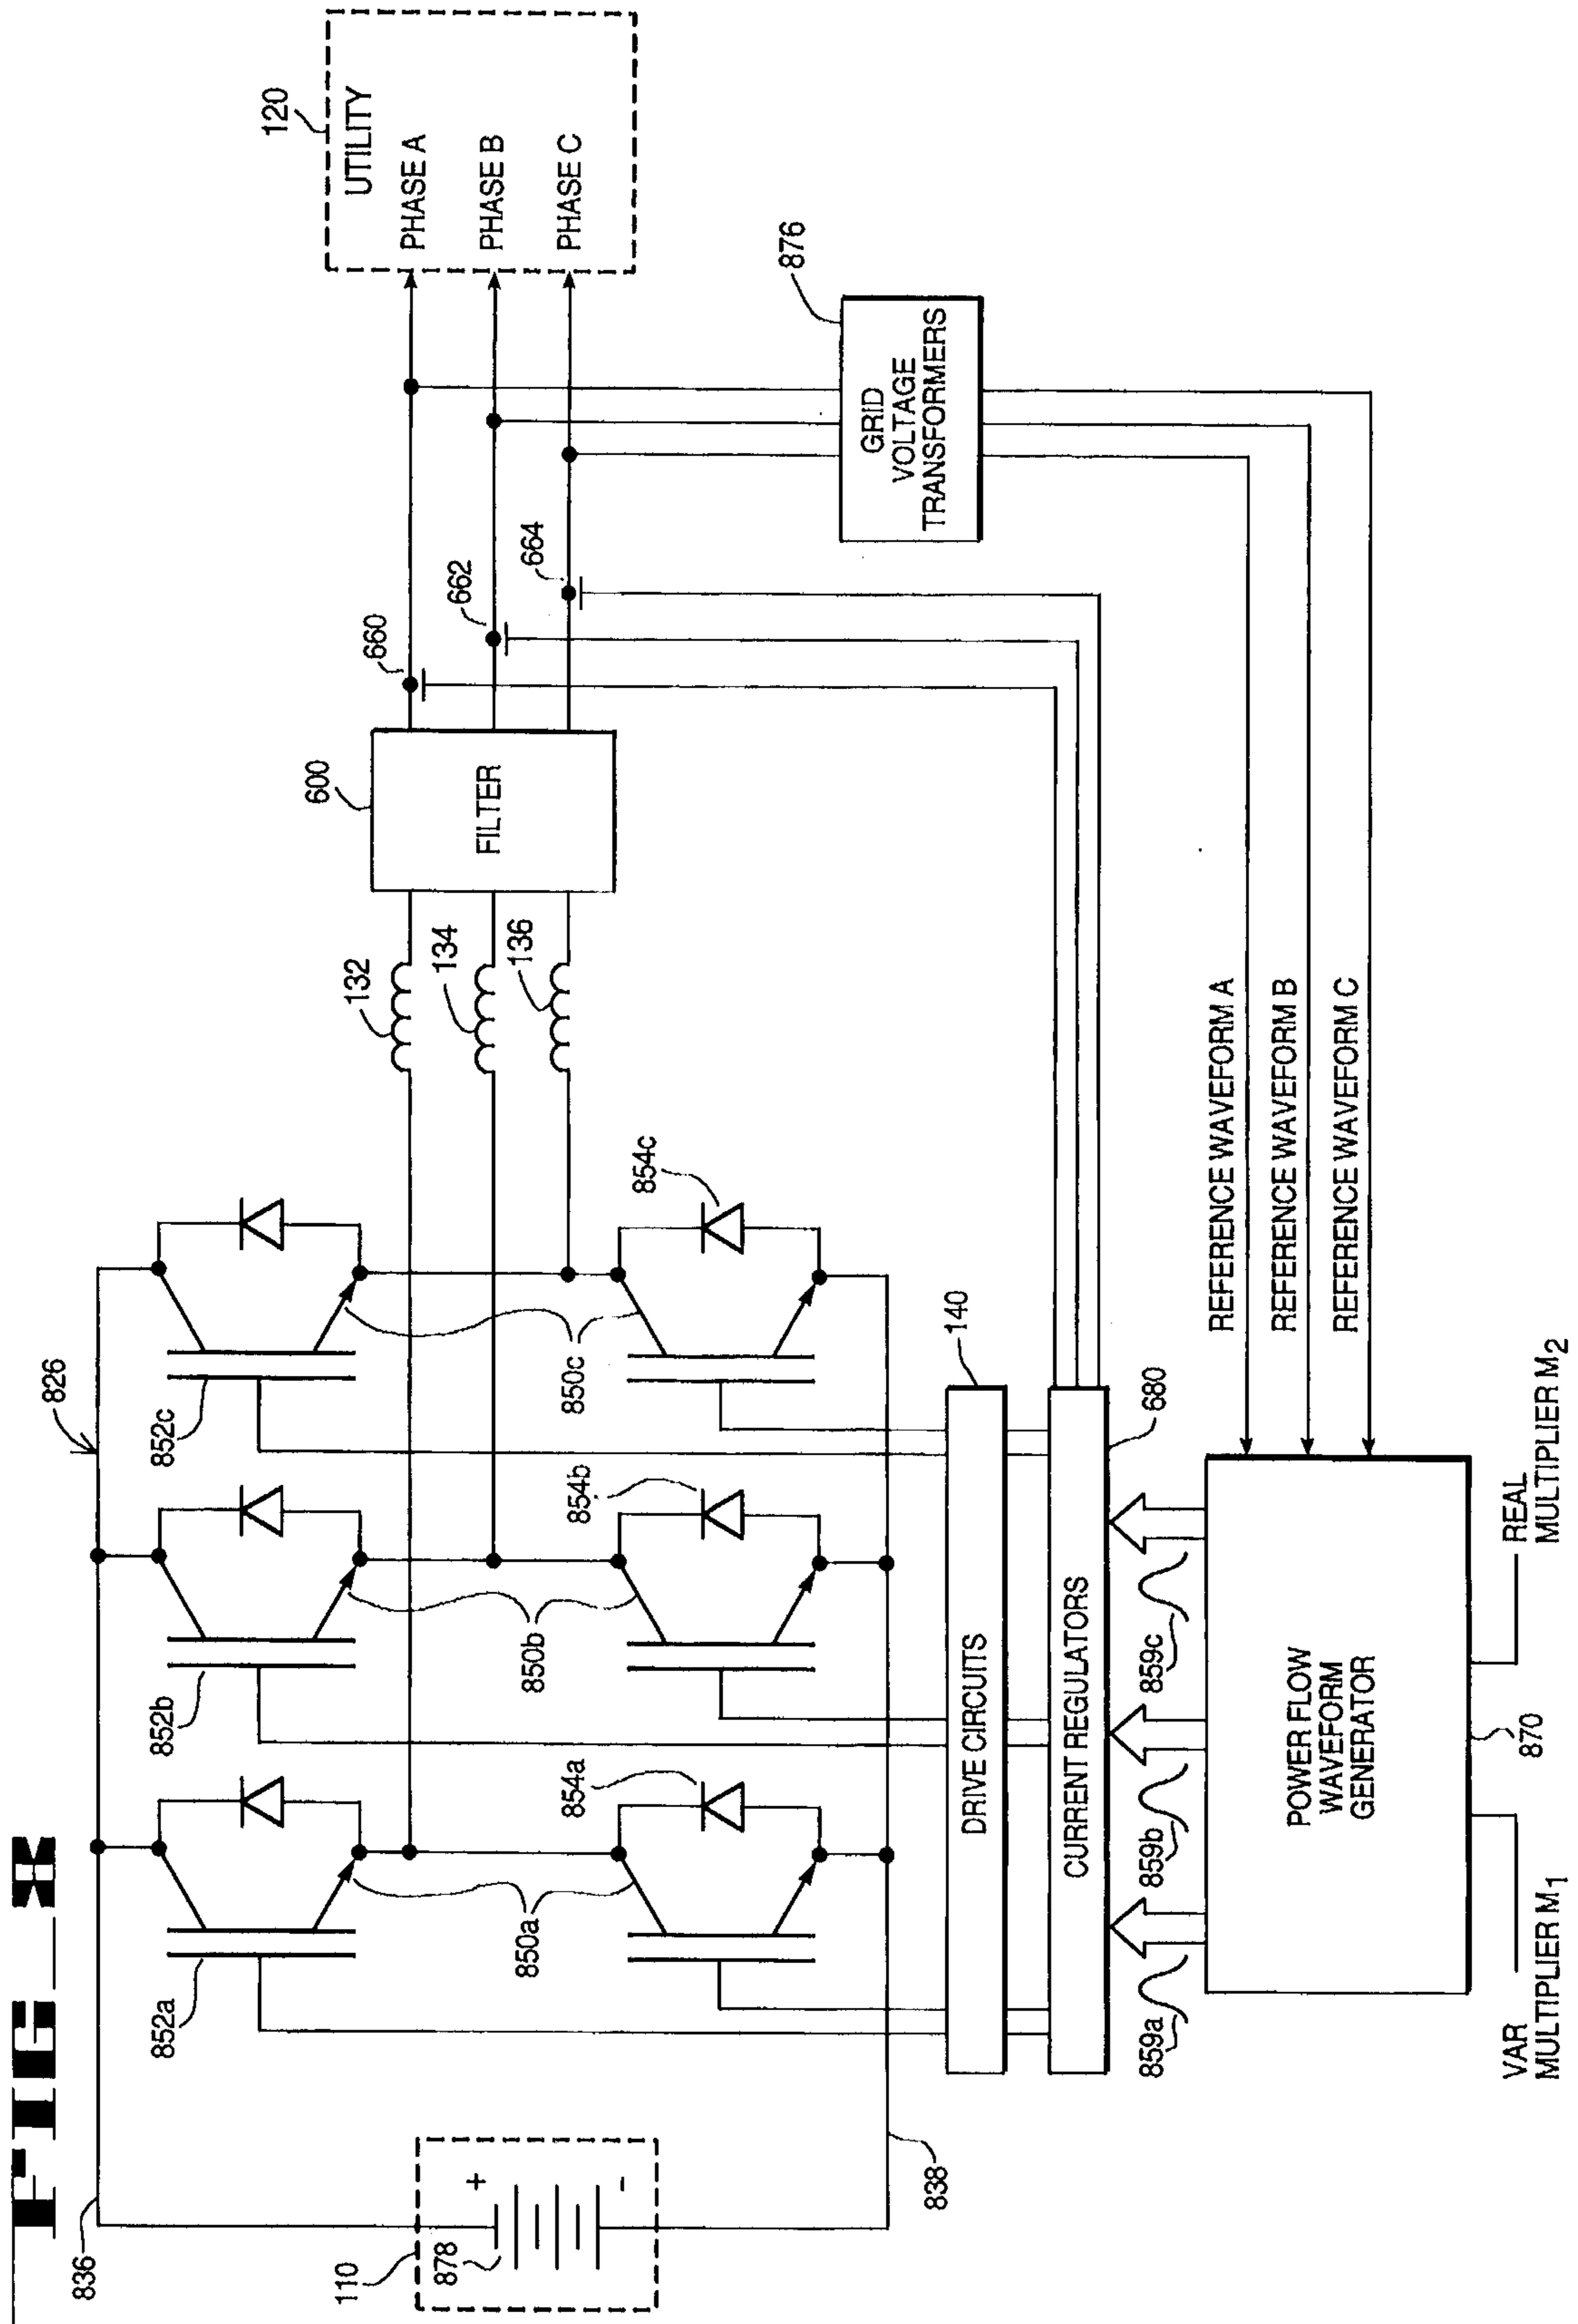 FIG_8
836
826
110
878
+
-
838
852a
852b
852c
850a
850b
850c
854a
854b
854c
132
134
136
600
FILTER
660
662
664
120
UTILITY
PHASE A
PHASE B
PHASE C
876
GRID
VOLTAGE
TRANSFORMERS
140
DRIVE CIRCUITS
CURRENT REGULATORS
680
859a
859b
859c
REFERENCE WAVEFORM A
REFERENCE WAVEFORM B
REFERENCE WAVEFORM C
POWER FLOW
WAVEFORM
GENERATOR
870
VAR
MULTIPLIER M1
REAL
MULTIPLIER M2